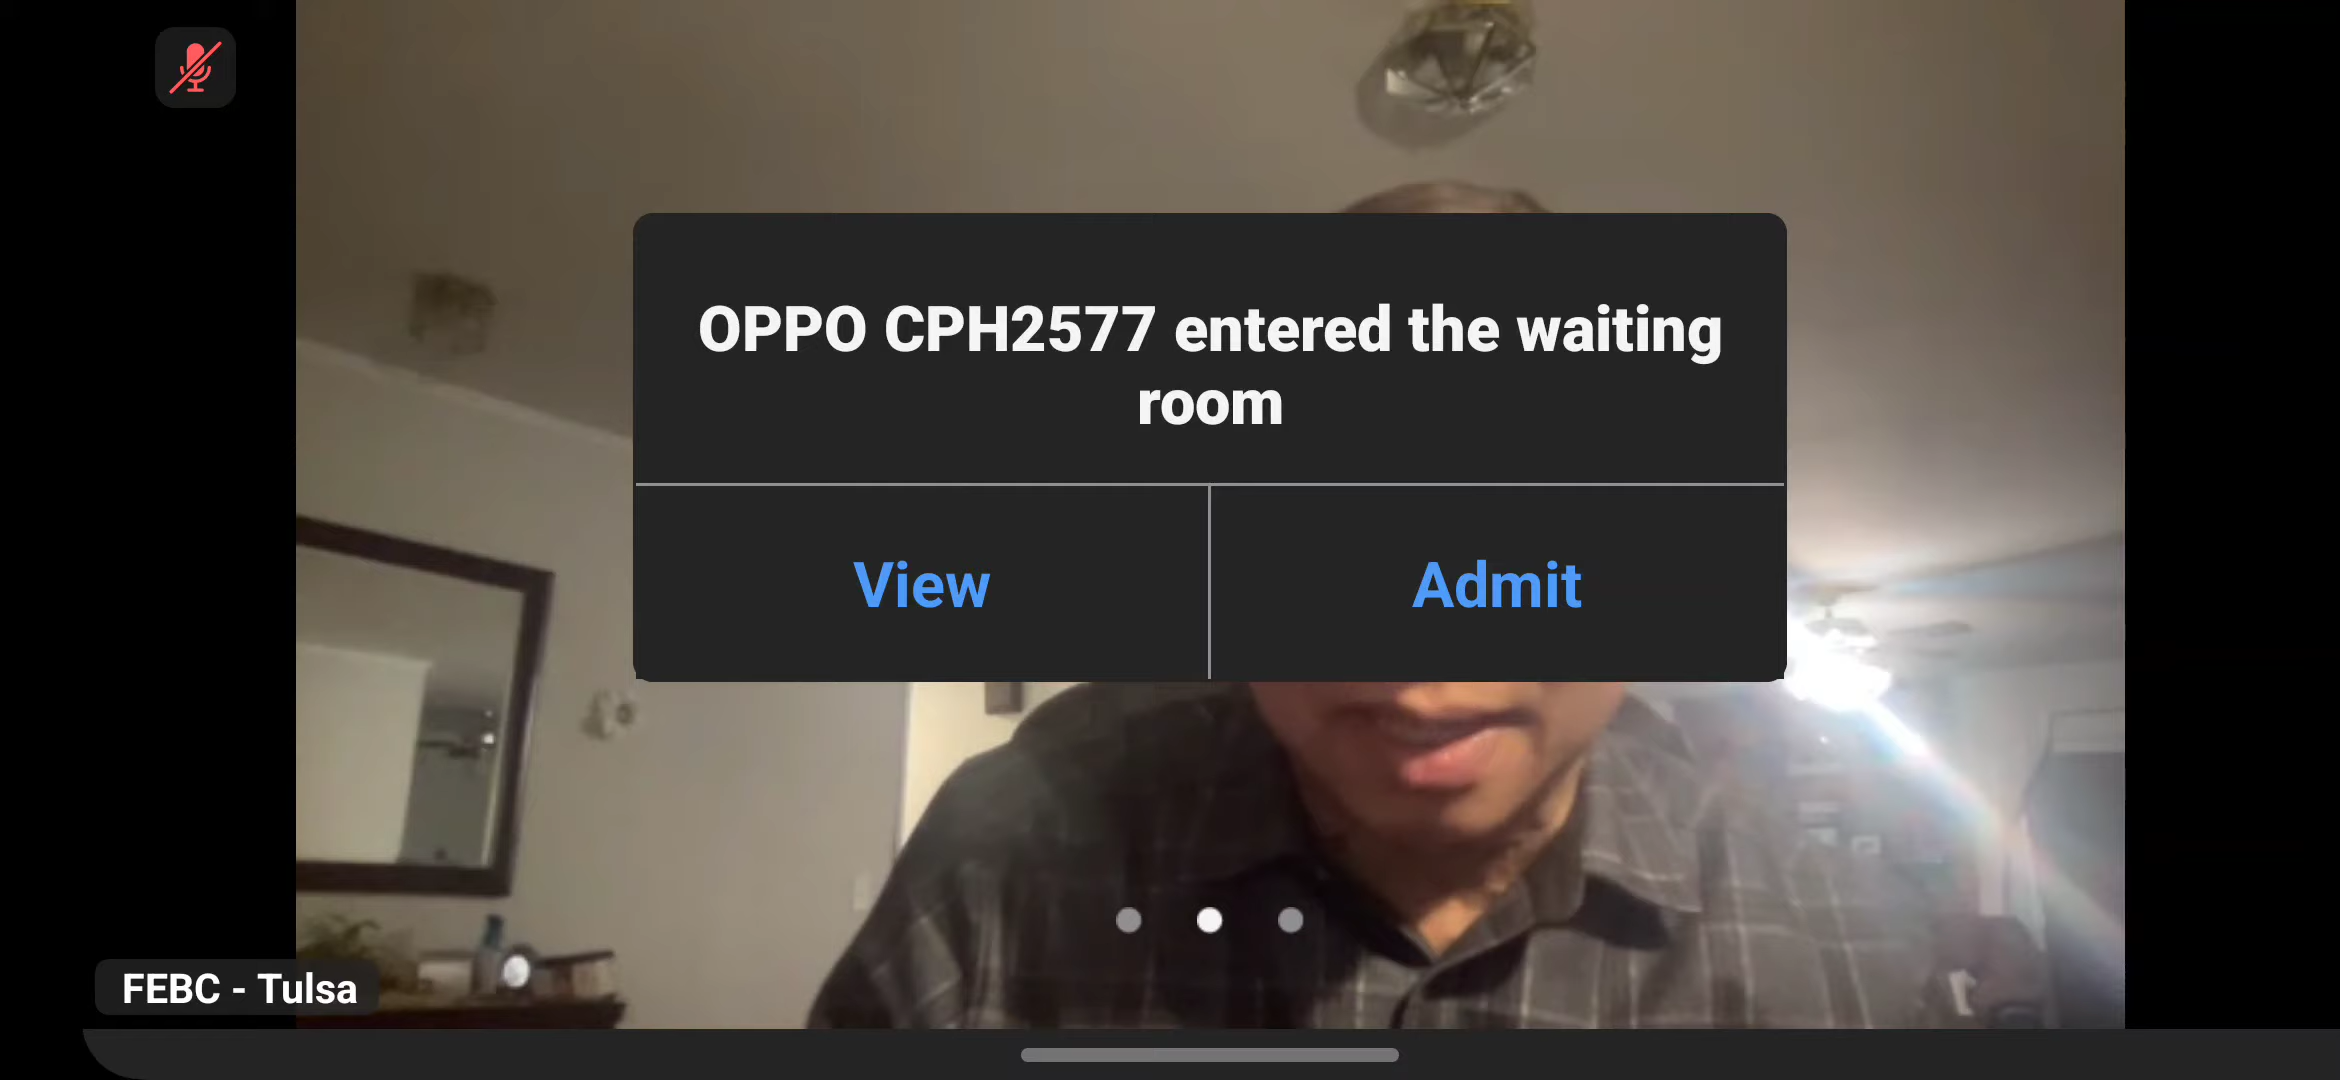 OPPO CPH2577 entered the waiting
room
View
Admit
FEBC - Tulsa